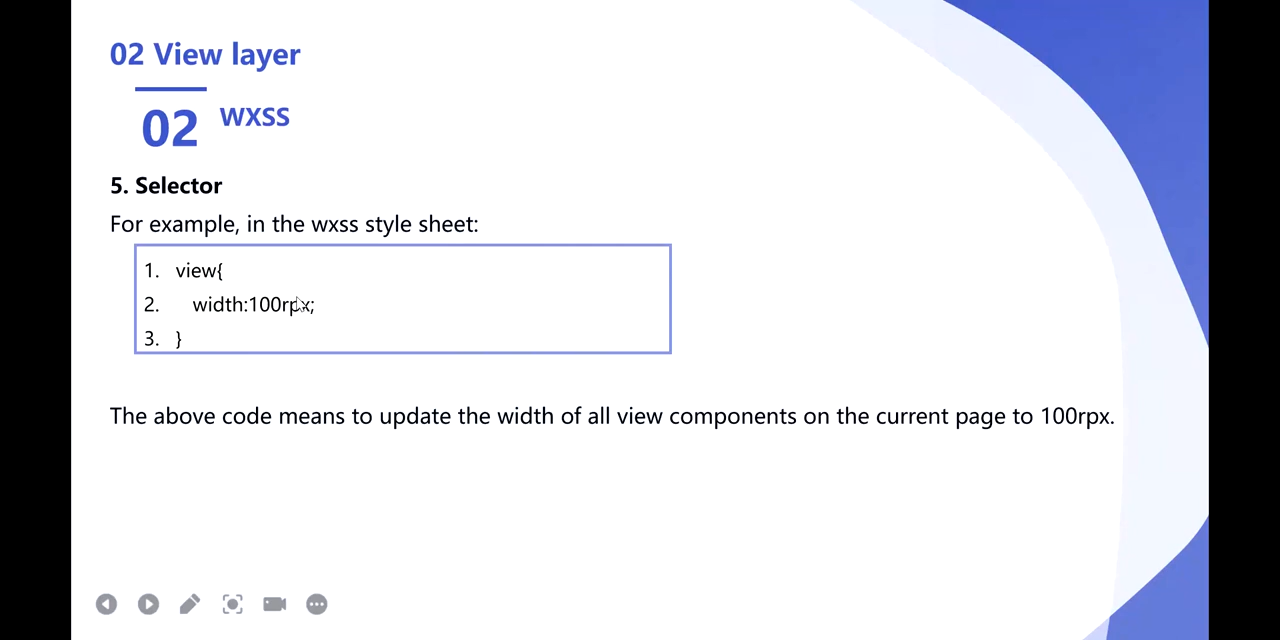 02 View layer
02 WXSS
5. Selector
For example, in the wxss style sheet:
1. view{
2. width:100rpx;
3. }
The above code means to update the width of all view components on the current page to 100rpx.